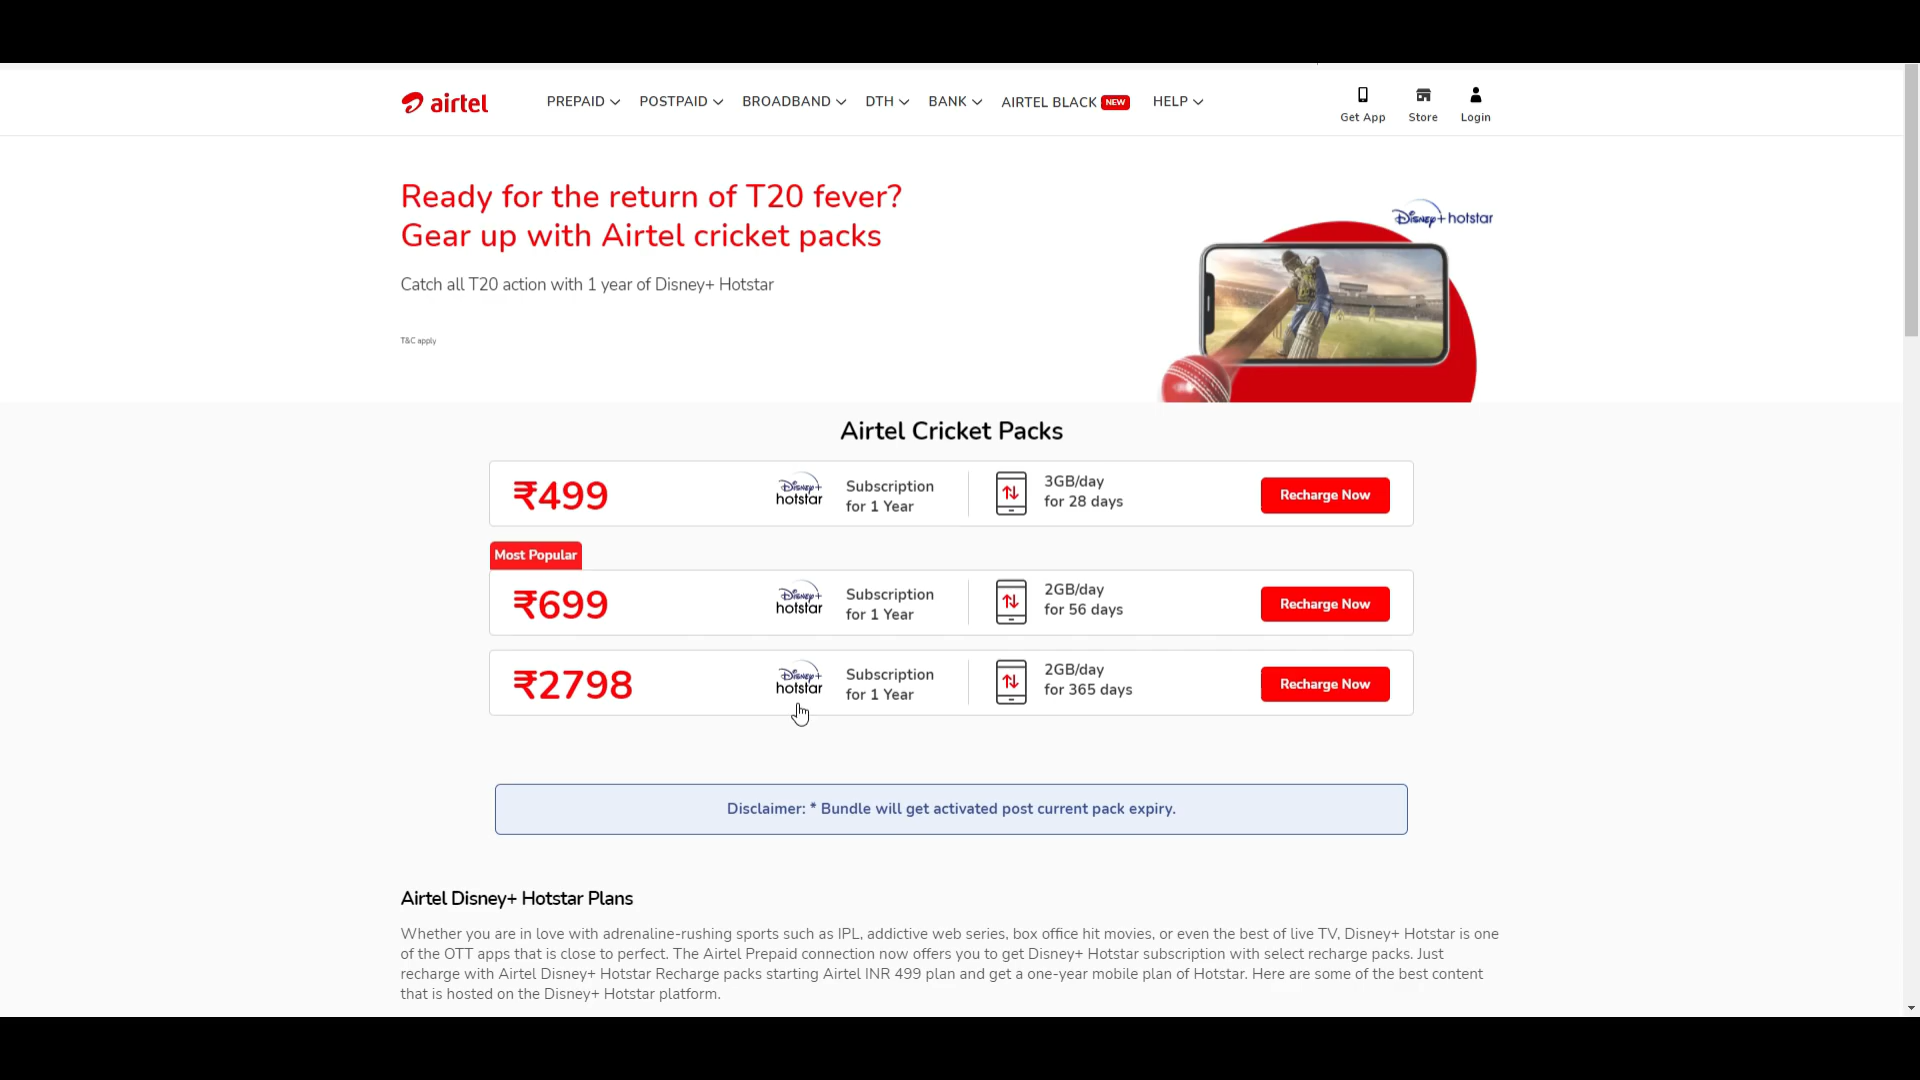 airtel
PREPAID
POSTPAID
BROADBAND
DTH
BANK
AIRTEL BLACK NEW
HELP
Get App
Store
Login
Ready for the return of T20 fever?
Gear up with Airtel cricket packs
Catch all T20 action with 1 year of Disney+ Hotstar
T&C apply
Disney+ hotstar
Airtel Cricket Packs
₹499
Disney+
hotstar
Subscription
for 1 Year
3GB/day
for 28 days
Recharge Now
Most Popular
₹699
Disney+
hotstar
Subscription
for 1 Year
2GB/day
for 56 days
Recharge Now
₹2798
Disney+
hotstar
Subscription
for 1 Year
2GB/day
for 365 days
Recharge Now
Disclaimer: * Bundle will get activated post current pack expiry.
Airtel Disney+ Hotstar Plans
Whether you are in love with adrenaline-rushing sports such as IPL, addictive web series, box office hit movies, or even the best of live TV, Disney+ Hotstar is one
of the OTT apps that is close to perfect. The Airtel Prepaid connection now offers you to get Disney+ Hotstar subscription with select recharge packs. Just
recharge with Airtel Disney+ Hotstar Recharge packs starting Airtel INR 499 plan and get a one-year mobile plan of Hotstar. Here are some of the best content
that is hosted on the Disney+ Hotstar platform.